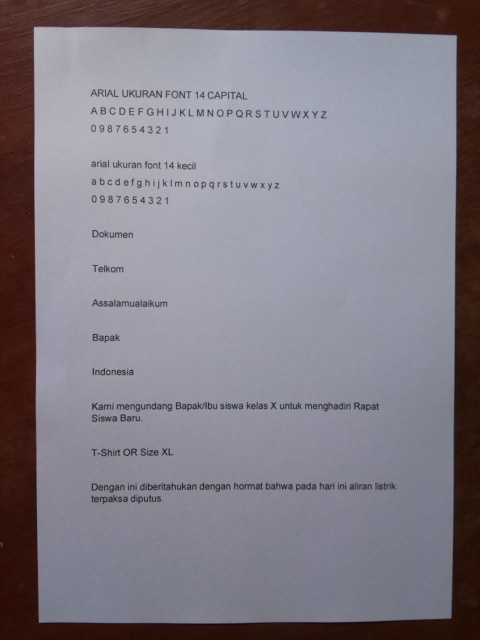 ARIAL UKURAN FONT 14 CAPITAL
A B C D E F G H I J K L M N O P Q R S T U V W X Y Z
0 9 8 7 6 5 4 3 2 1
arial ukuran font 14 kecil
a b c d e f g h i j k l m n o p q r s t u v w x y z
0 9 8 7 6 5 4 3 2 1
Dokumen
Telkom
Assalamualaikum
Bapak
Indonesia
Kami mengundang Bapak/Ibu siswa kelas X untuk menghadiri Rapat
Siswa Baru.
T-Shirt OR Size XL
Dengan ini diberitahukan dengan hormat bahwa pada hari ini aliran listrik
terpaksa diputus.